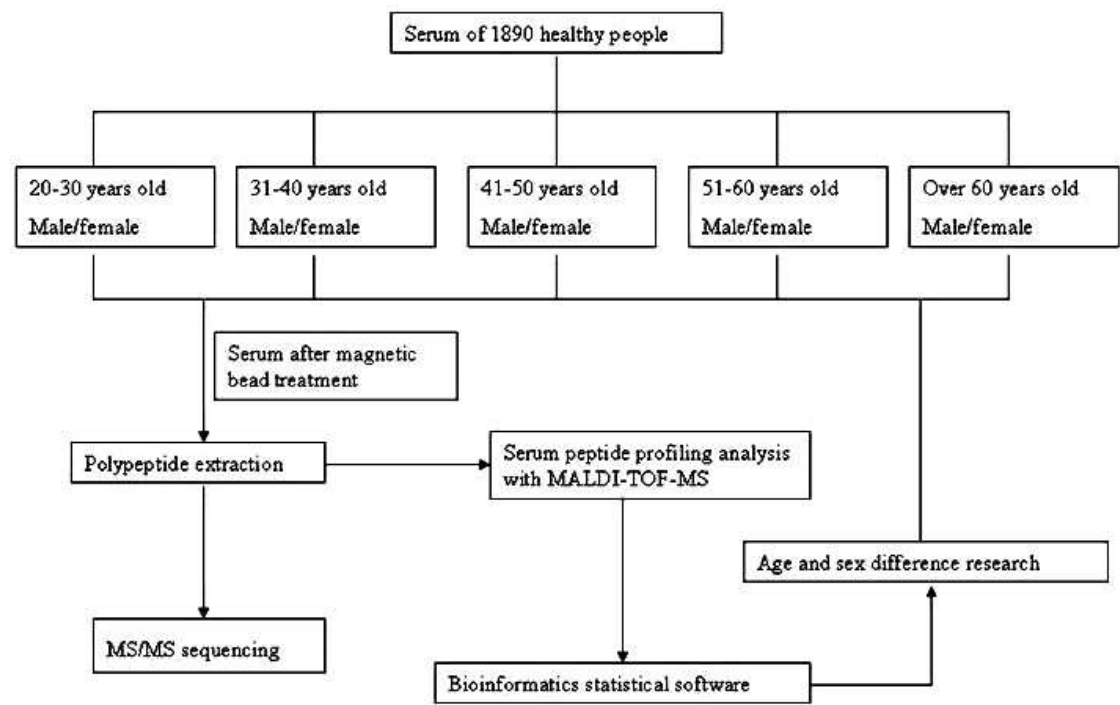 Serum of 1890 healthy people
20-30 years old
Male/female
31-40 years old
Male/female
41-50 years old
Male/female
51-60 years old
Male/female
Over 60 years old
Male/female
Serum after magnetic
bead treatment
Polypeptide extraction
Serum peptide profiling analysis
with MALDI-TOF-MS
Age and sex difference research
MS/MS sequencing
Bioinformatics statistical software